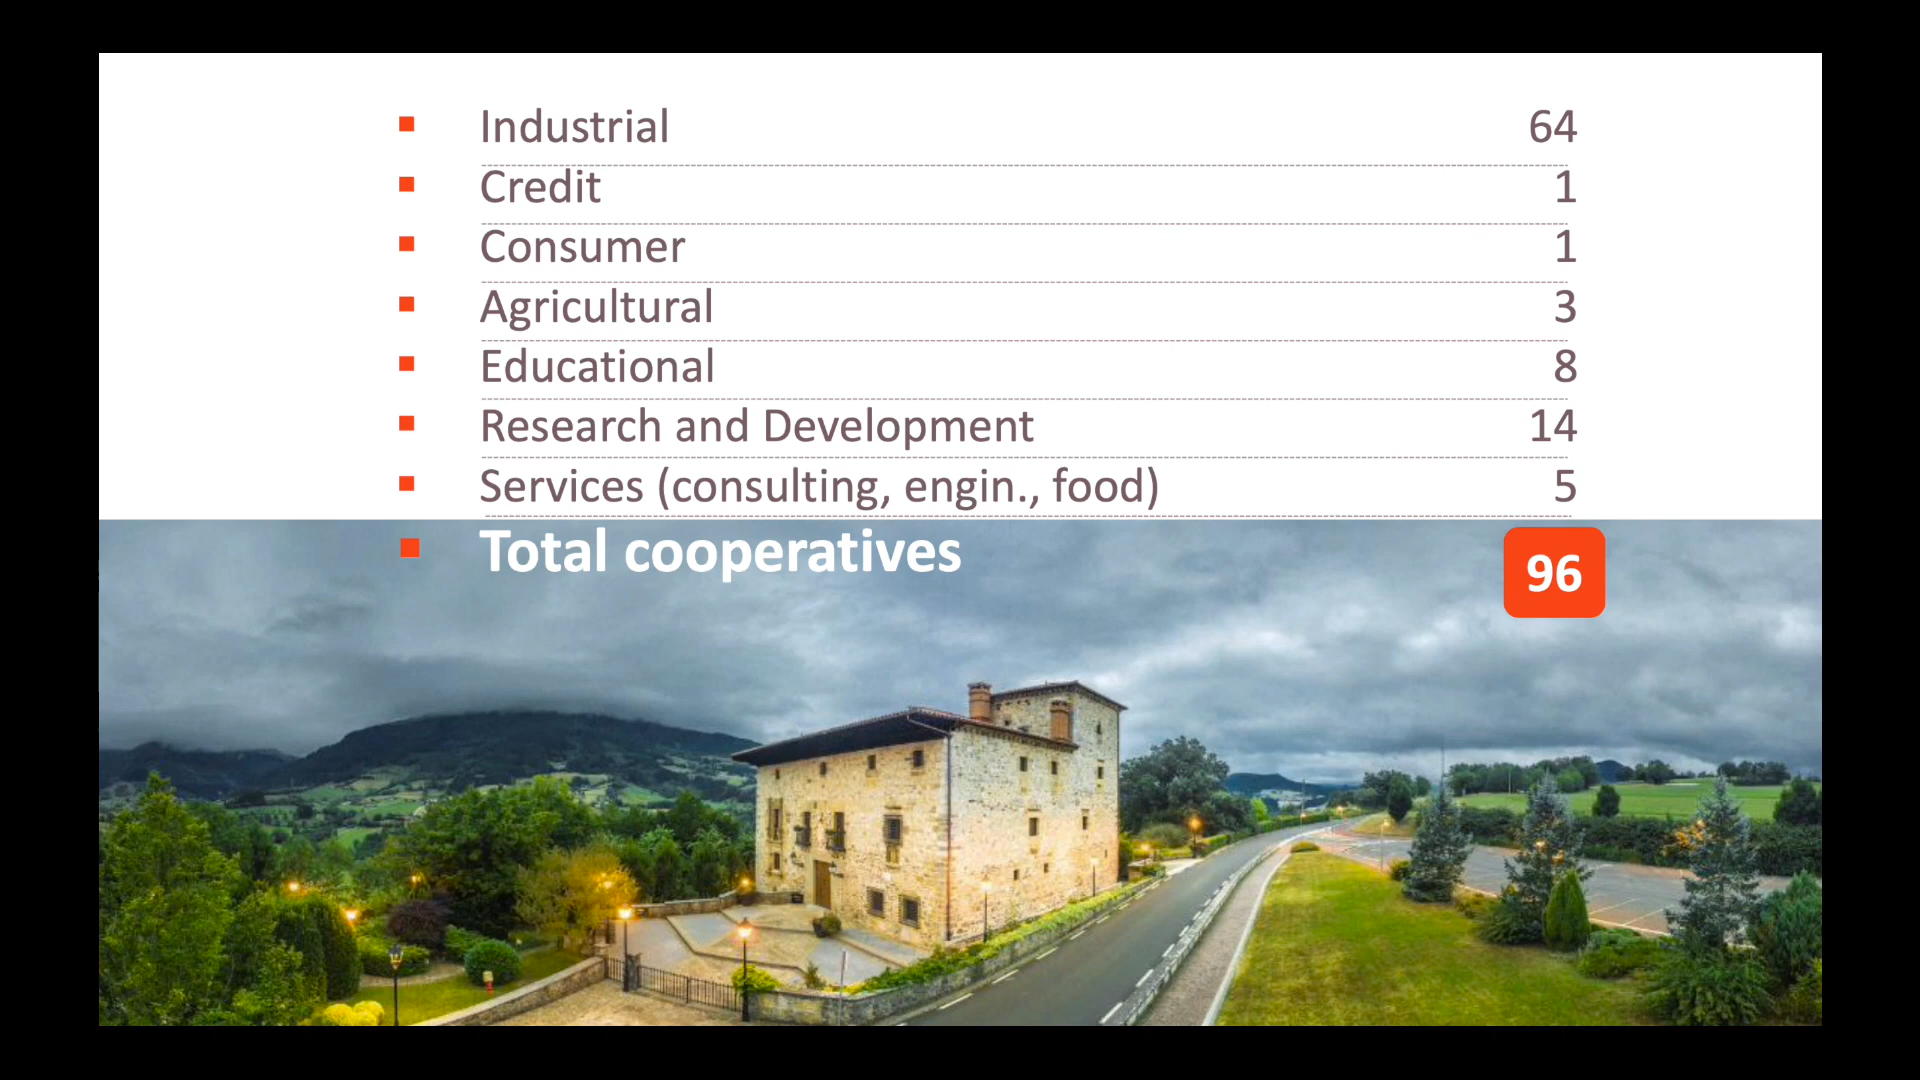 Industrial 64
Credit 1
Consumer 1
Agricultural 3
Educational 8
Research and Development 14
Services (consulting, engin., food) 5
Total cooperatives 96